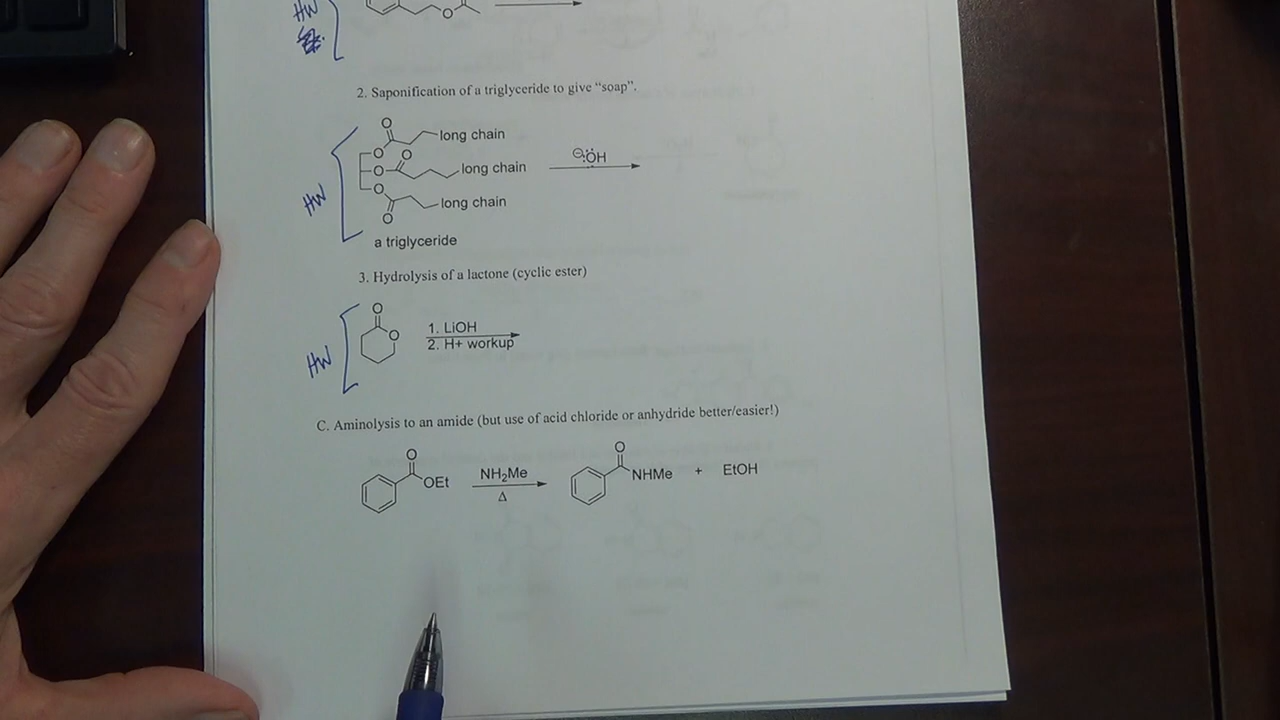 HW
O
2. Saponification of a triglyceride to give “soap”.
O
long chain
O O
⊖:ÖH
O long chain
HW
O
long chain
O
a triglyceride
3. Hydrolysis of a lactone (cyclic ester)
O
O
1. LiOH
2. H+ workup
HW
C. Aminolysis to an amide (but use of acid chloride or anhydride better/easier!)
O O
OEt NH₂Me NHMe + EtOH
Δ